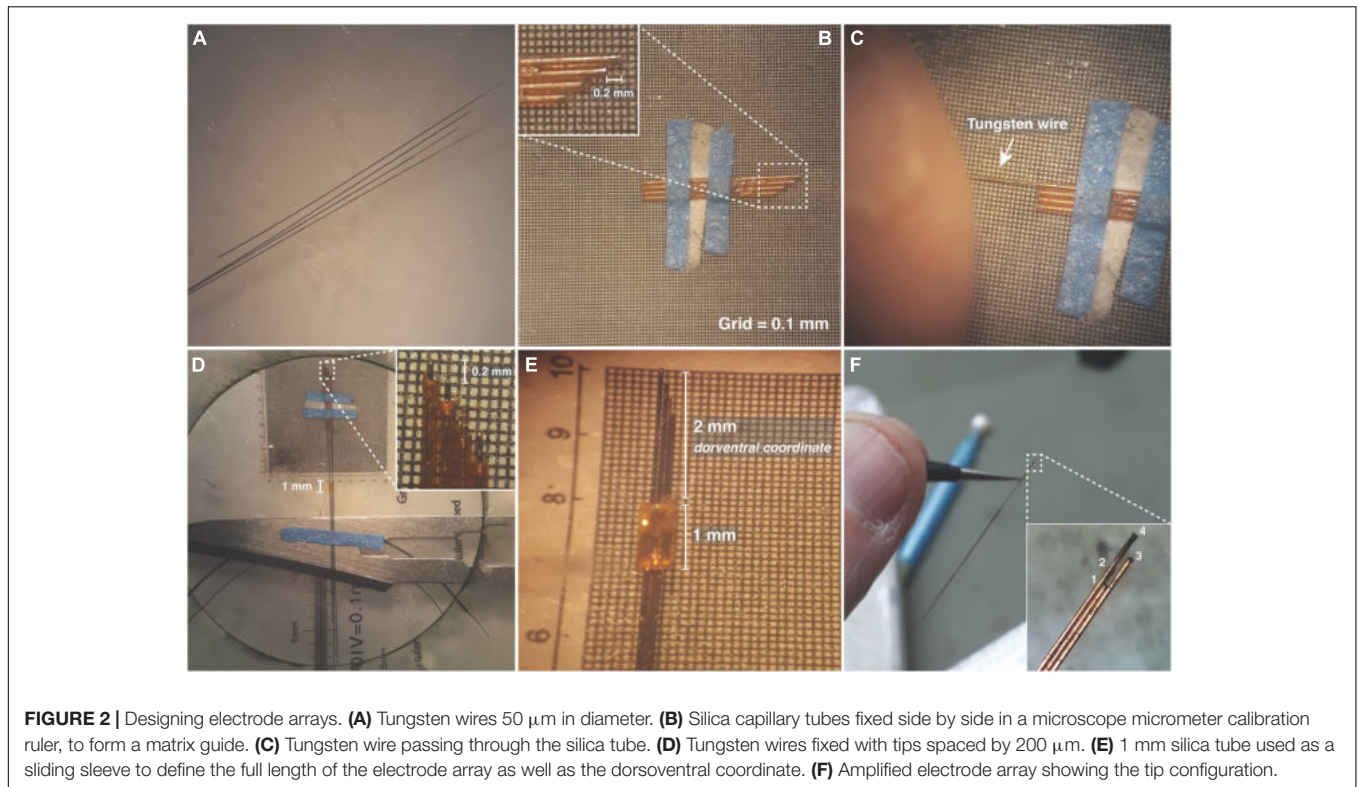 A
B
C
0.2 mm
Tungsten wire
Grid = 0.1 mm
D
E
F
0.2 mm
1 mm
10
9
8
6
2 mm
dorventral coordinate
1 mm
DIV=0.1
4
3
2
1
FIGURE 2 | Designing electrode arrays. (A) Tungsten wires 50 μm in diameter. (B) Silica capillary tubes fixed side by side in a microscope micrometer calibration
ruler, to form a matrix guide. (C) Tungsten wire passing through the silica tube. (D) Tungsten wires fixed with tips spaced by 200 μm. (E) 1 mm silica tube used as a
sliding sleeve to define the full length of the electrode array as well as the dorsoventral coordinate. (F) Amplified electrode array showing the tip configuration.